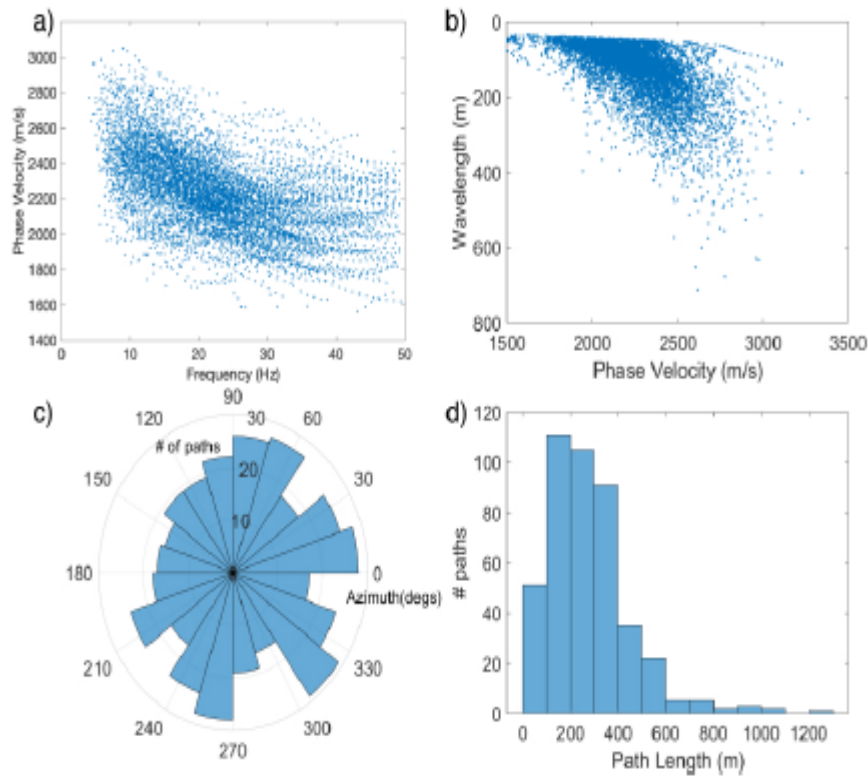 a)
3000
2800
2600
2400
2200
2000
1800
1600
1400
Phase Velocity (m/s)
0 10 20 30 40 50
Frequency (Hz)
b)
0
200
400
600
800
Wavelength (m)
1500 2000 2500 3000 3500
Phase Velocity (m/s)
c)
90
120 30 60
# of paths
150 20 30
10
180 0
Azimuth(degs)
210 330
240 300
270
d)
120
100
80
60
40
20
0
# paths
0 200 400 600 800 1000 1200
Path Length (m)